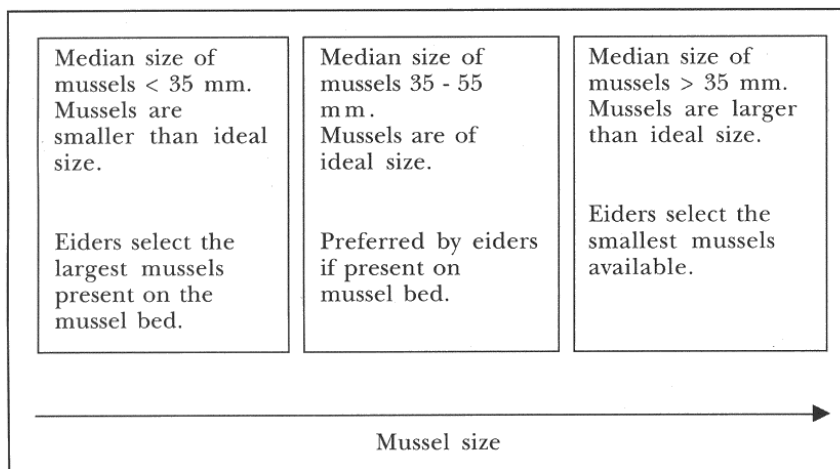 Median size of
mussels < 35 mm.
Mussels are
smaller than ideal
size.
Eiders select the
largest mussels
present on the
mussel bed.
Median size of
mussels 35 - 55
mm.
Mussels are of
ideal size.
Preferred by eiders
if present on
mussel bed.
Median size of
mussels > 35 mm.
Mussels are larger
than ideal size.
Eiders select the
smallest mussels
available.
Mussel size